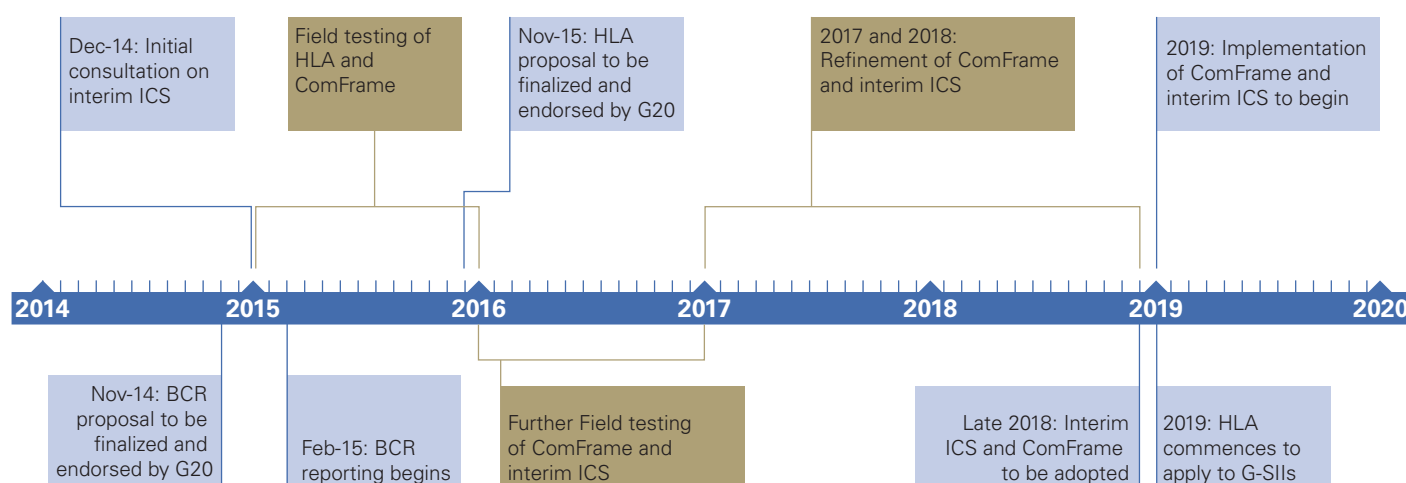 Dec-14: Initial
consultation on
interim ICS
Field testing of
HLA and
ComFrame
Nov-15: HLA
proposal to be
finalized and
endorsed by G20
2017 and 2018:
Refinement of ComFrame
and interim ICS
2019: Implementation
of ComFrame and
interim ICS to begin
2014 2015 2016 2017 2018 2019 2020
Nov-14: BCR
proposal to be
finalized and
endorsed by G20
Feb-15: BCR
reporting begins
Further Field testing
of ComFrame and
interim ICS
Late 2018: Interim
ICS and ComFrame
to be adopted
2019: HLA
commences to
apply to G-SIIs